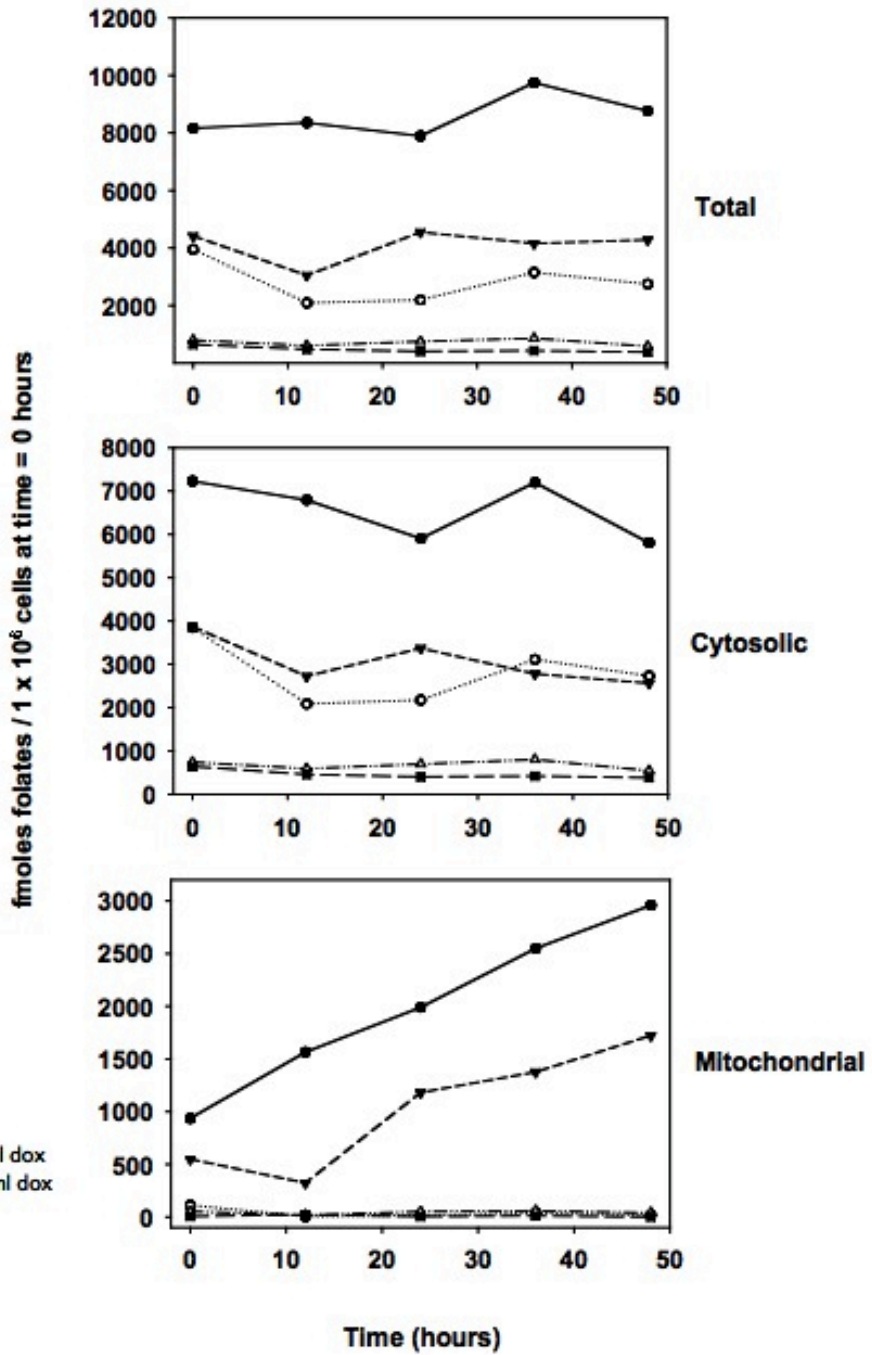 12000
10000
8000
6000
4000
2000
0 10 20 30 40 50
Total
8000
7000
6000
5000
4000
3000
2000
1000
0
0 10 20 30 40 50
Cytosolic
3000
2500
2000
1500
1000
500
0
0 10 20 30 40 50
Mitochondrial
fmoles folates / 1 x 10⁶ cells at time = 0 hours
l dox
nl dox
Time (hours)